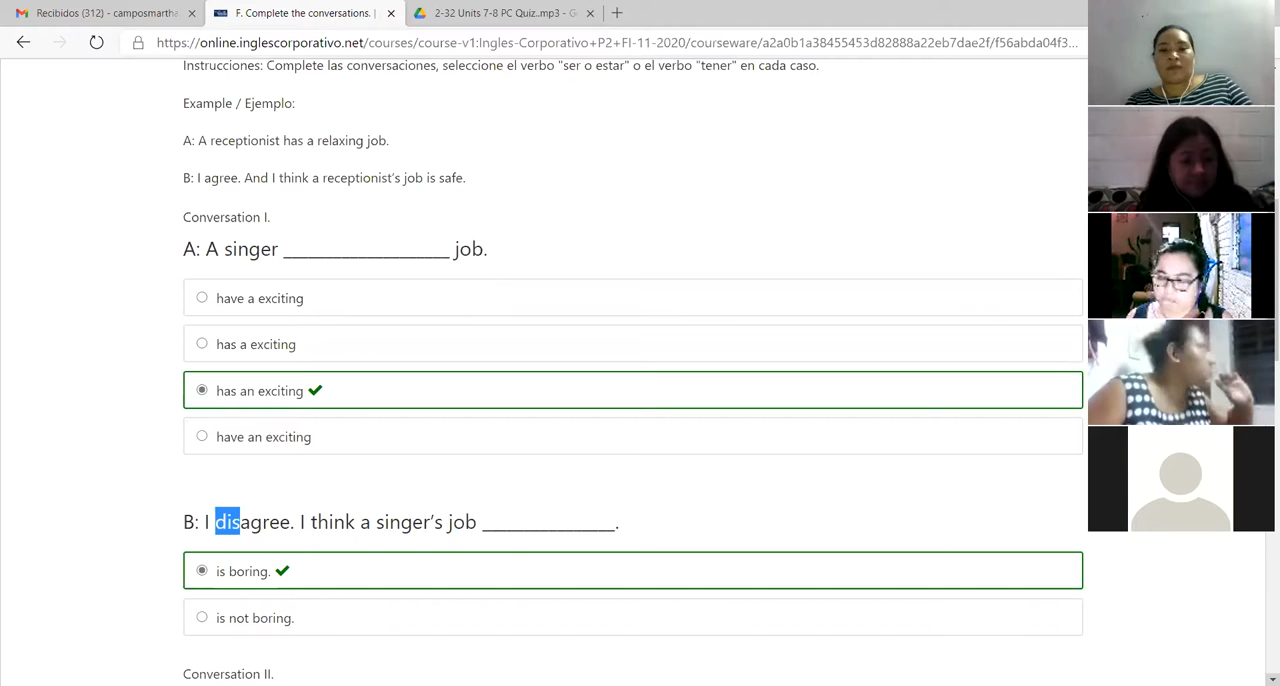 Recibidos (312) - camposmartha
F. Complete the conversations. |
2-32 Units 7-8 PC Quiz..mp3 - G
https://online.inglescorporativo.net/courses/course-v1:Ingles-Corporativo+P2+FI-11-2020/courseware/a2a0b1a38455453d82888a22eb7dae2f/f56abda04f3...
Instrucciones: Complete las conversaciones, seleccione el verbo "ser o estar" o el verbo "tener" en cada caso.
Example / Ejemplo:
A: A receptionist has a relaxing job.
B: I agree. And I think a receptionist's job is safe.
Conversation I.
A: A singer ___________________ job.
have a exciting
has a exciting
has an exciting
have an exciting
B: I disagree. I think a singer's job _______________.
is boring.
is not boring.
Conversation II.